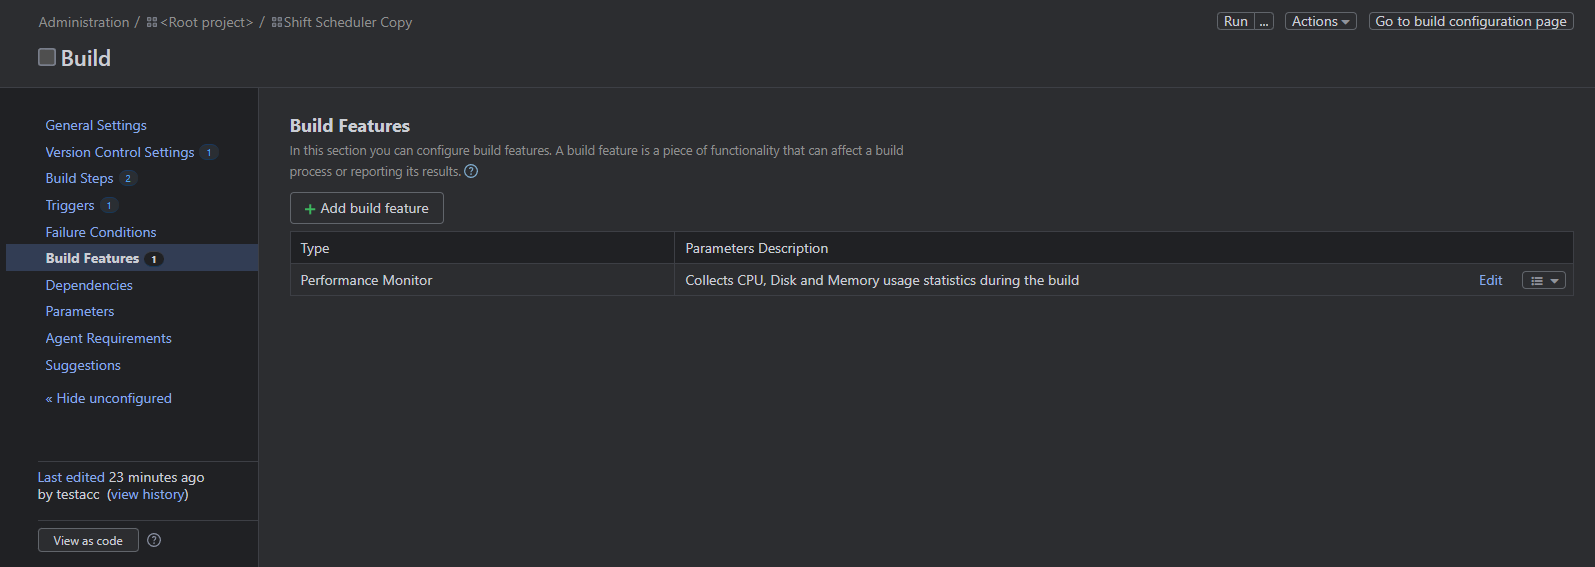 Administration / <Root project> / Shift Scheduler Copy
Run ... Actions Go to build configuration page
Build
General Settings
Version Control Settings 1
Build Steps 2
Triggers 1
Failure Conditions
Build Features 1
Dependencies
Parameters
Agent Requirements
Suggestions
« Hide unconfigured
Last edited 23 minutes ago
by testacc (view history)
View as code ?
Build Features
In this section you can configure build features. A build feature is a piece of functionality that can affect a build
process or reporting its results. ?
+ Add build feature
Type Parameters Description
Performance Monitor Collects CPU, Disk and Memory usage statistics during the build Edit